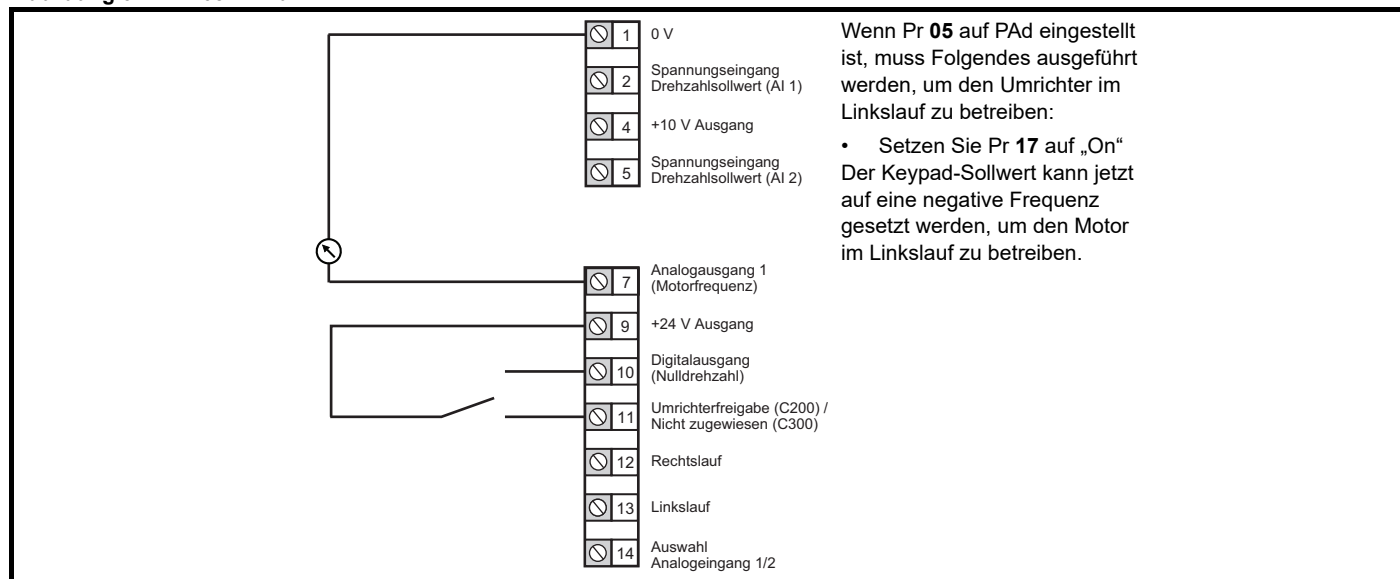 1 0 V
2 Spannungseingang
Drehzahlsollwert (AI 1)
4 +10 V Ausgang
5 Spannungseingang
Drehzahlsollwert (AI 2)
7 Analogausgang 1
(Motorfrequenz)
9 +24 V Ausgang
10 Digitalausgang
(Nulldrehzahl)
11 Umrichterfreigabe (C200) /
Nicht zugewiesen (C300)
12 Rechtslauf
13 Linkslauf
14 Auswahl
Analogeingang 1/2
Wenn Pr 05 auf PAd eingestellt
ist, muss Folgendes ausgeführt
werden, um den Umrichter im
Linkslauf zu betreiben:
• Setzen Sie Pr 17 auf „On“
Der Keypad-Sollwert kann jetzt
auf eine negative Frequenz
gesetzt werden, um den Motor
im Linkslauf zu betreiben.